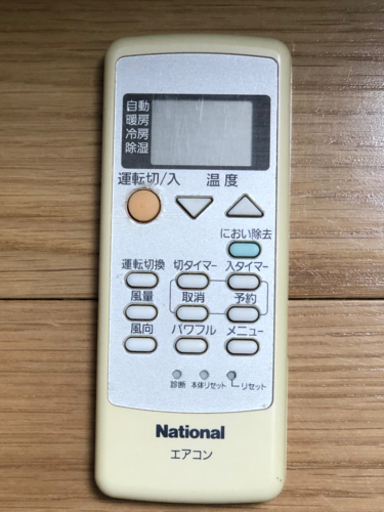 自動
暖房
冷房
除湿
運転切/入 温度
におい除去
運転切換 切タイマー 入タイマー
風量 取消 予約
風向 パワフル メニュー
診断 本体リセット リセット
National
エアコン